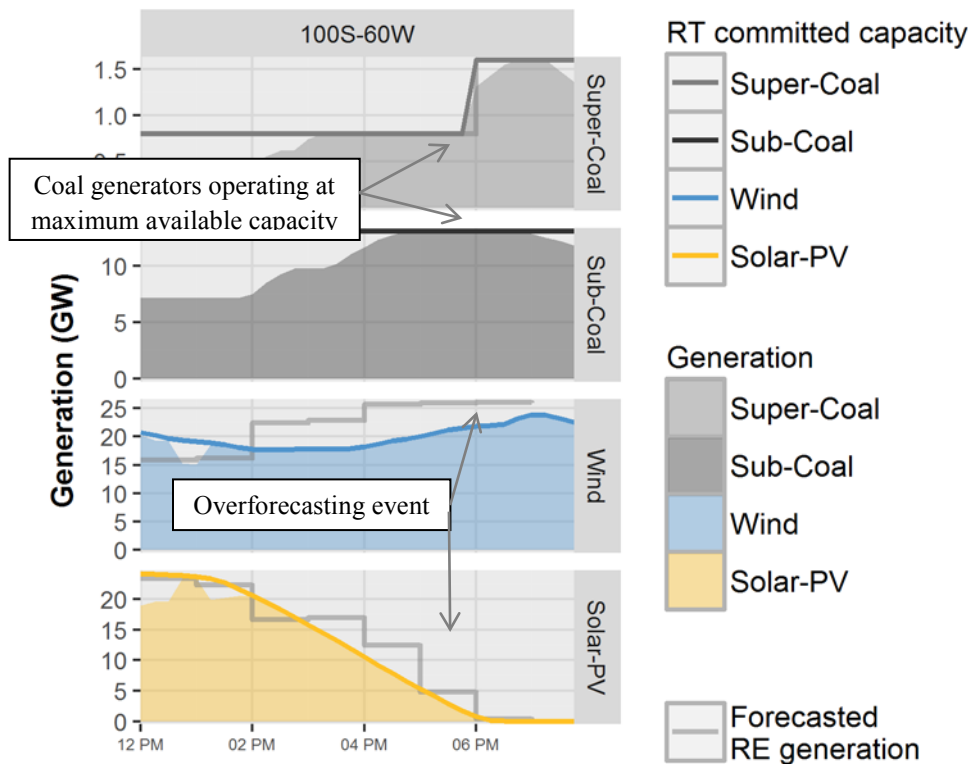 100S-60W
1.5
1.0
0.5
Super-Coal
Coal generators operating at
maximum available capacity
10
5
0
Sub-Coal
Generation (GW)
25
20
15
10
5
0
Wind
Overforecasting event
20
15
10
5
0
Solar-PV
12 PM
02 PM
04 PM
06 PM
RT committed capacity
Super-Coal
Sub-Coal
Wind
Solar-PV
Generation
Super-Coal
Sub-Coal
Wind
Solar-PV
Forecasted
RE generation